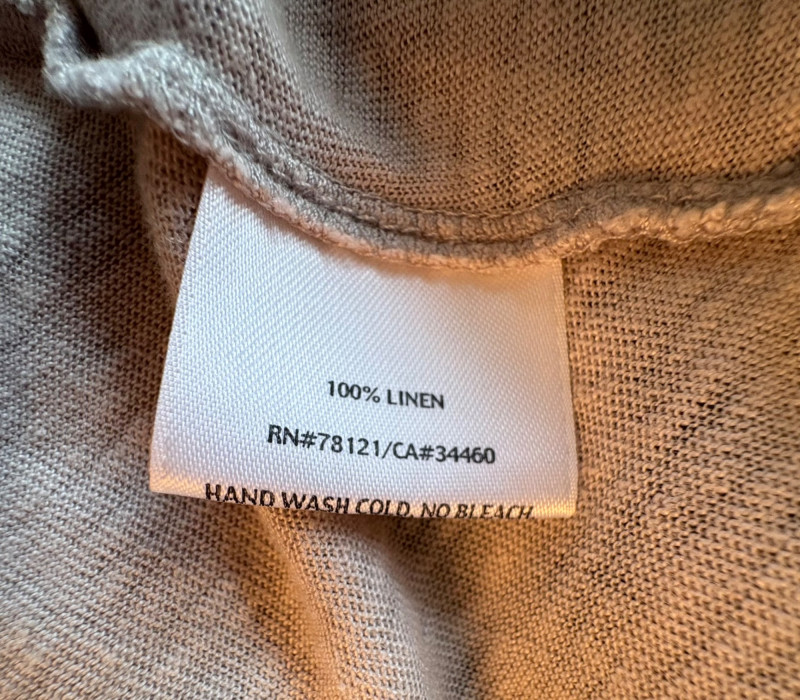 100% LINEN
RN#78121/CA#34460
HAND WASH COLD, NO BLEACH